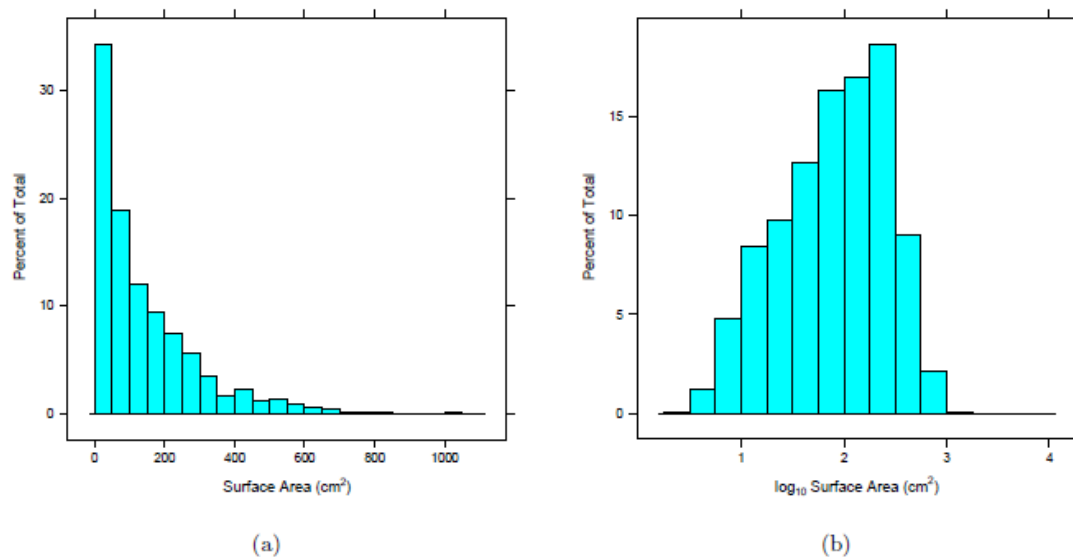 Percent of Total
30
20
10
0
0 200 400 600 800 1000
Surface Area (cm²)
(a)
Percent of Total
15
10
5
0
1 2 3 4
log₁₀ Surface Area (cm²)
(b)